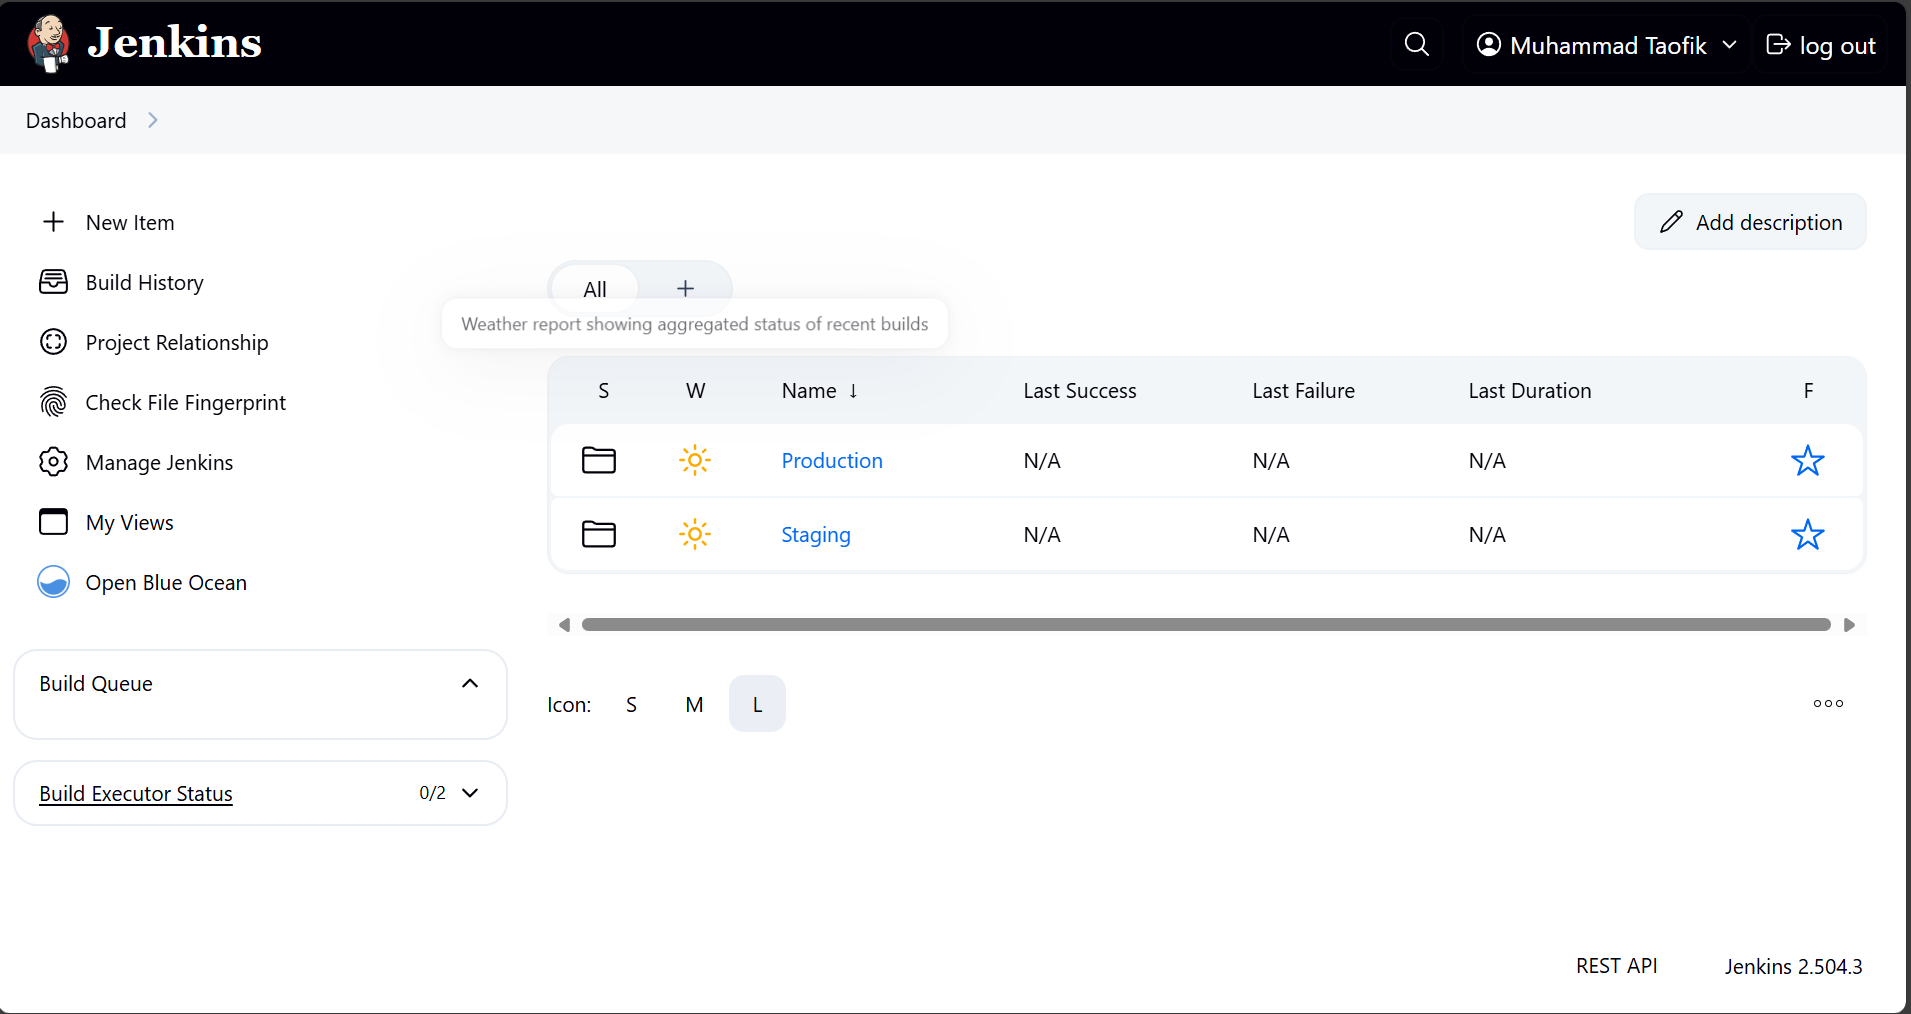 Jenkins
Muhammad Taofik
log out
Dashboard
New Item
Build History
Project Relationship
Check File Fingerprint
Manage Jenkins
My Views
Open Blue Ocean
Build Queue
Build Executor Status 0/2
Add description
All +
Weather report showing aggregated status of recent builds
S W Name ↓ Last Success Last Failure Last Duration F
Production N/A N/A N/A
Staging N/A N/A N/A
Icon: S M L
REST API Jenkins 2.504.3